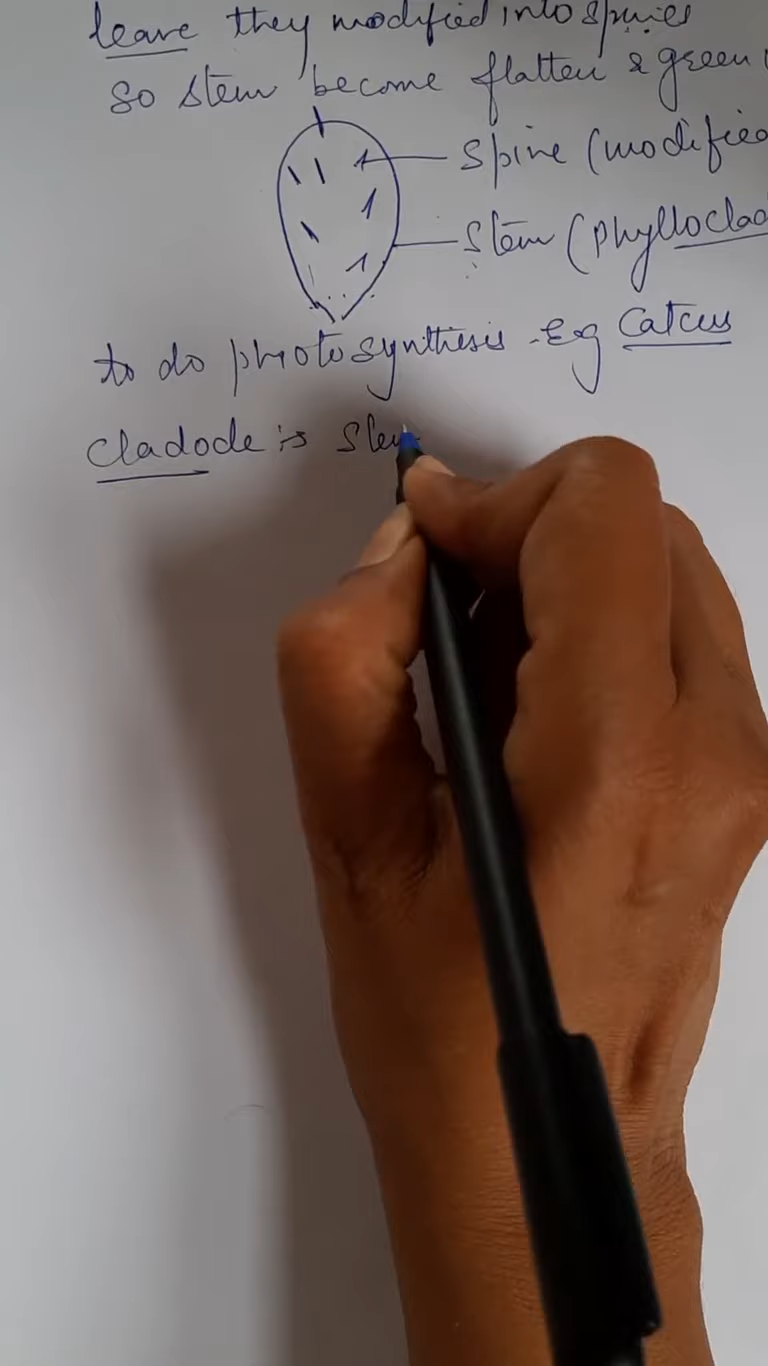 leave they modified into spines
so stem become flatten & green
Spine (modified
Stem (phylloclad
to do photosynthesis - Eg Catcus
Cladode is Stem